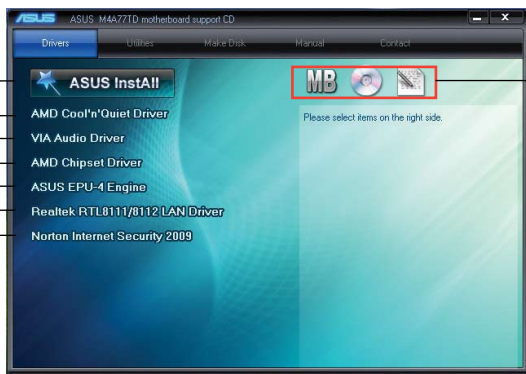 ASUS ASUS M4A77TD motherboard support CD
Drivers Utilities Make Disk Manual Contact
ASUS InstAll
MB
AMD Cool'n'Quiet Driver
Please select items on the right side.
VIA Audio Driver
AMD Chipset Driver
ASUS EPU-4 Engine
Realtek RTL8111/8112 LAN Driver
Norton Internet Security 2009